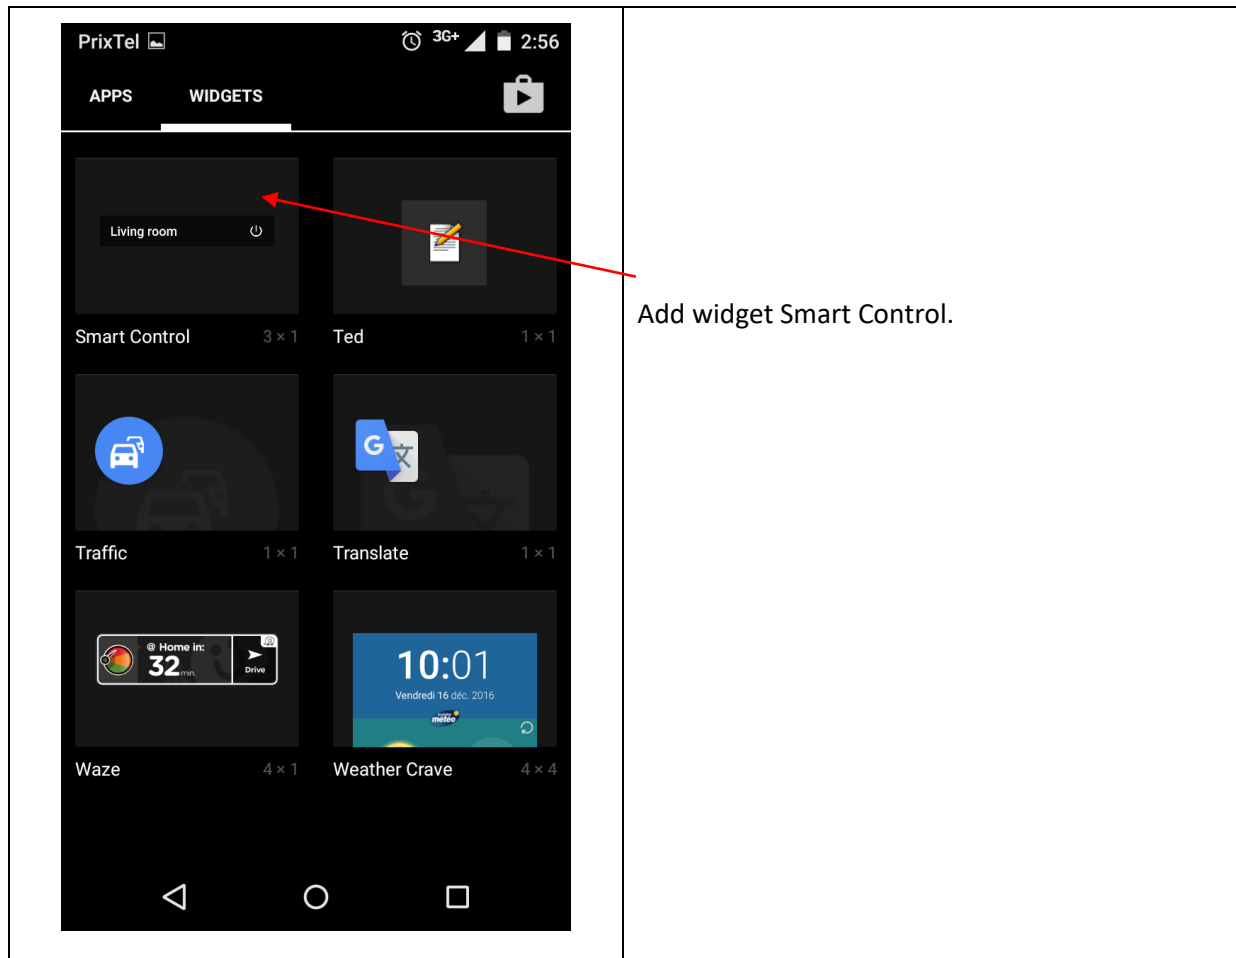 PrixTel 3G+ 2:56
APPS WIDGETS
Living room
Smart Control 3 × 1 Ted 1 × 1
G 文
Traffic 1 × 1 Translate 1 × 1
@ Home in:
32 min.
Drive
10:01
Vendredi 16 déc. 2016
météo
Waze 4 × 1 Weather Crave 4 × 4
Add widget Smart Control.